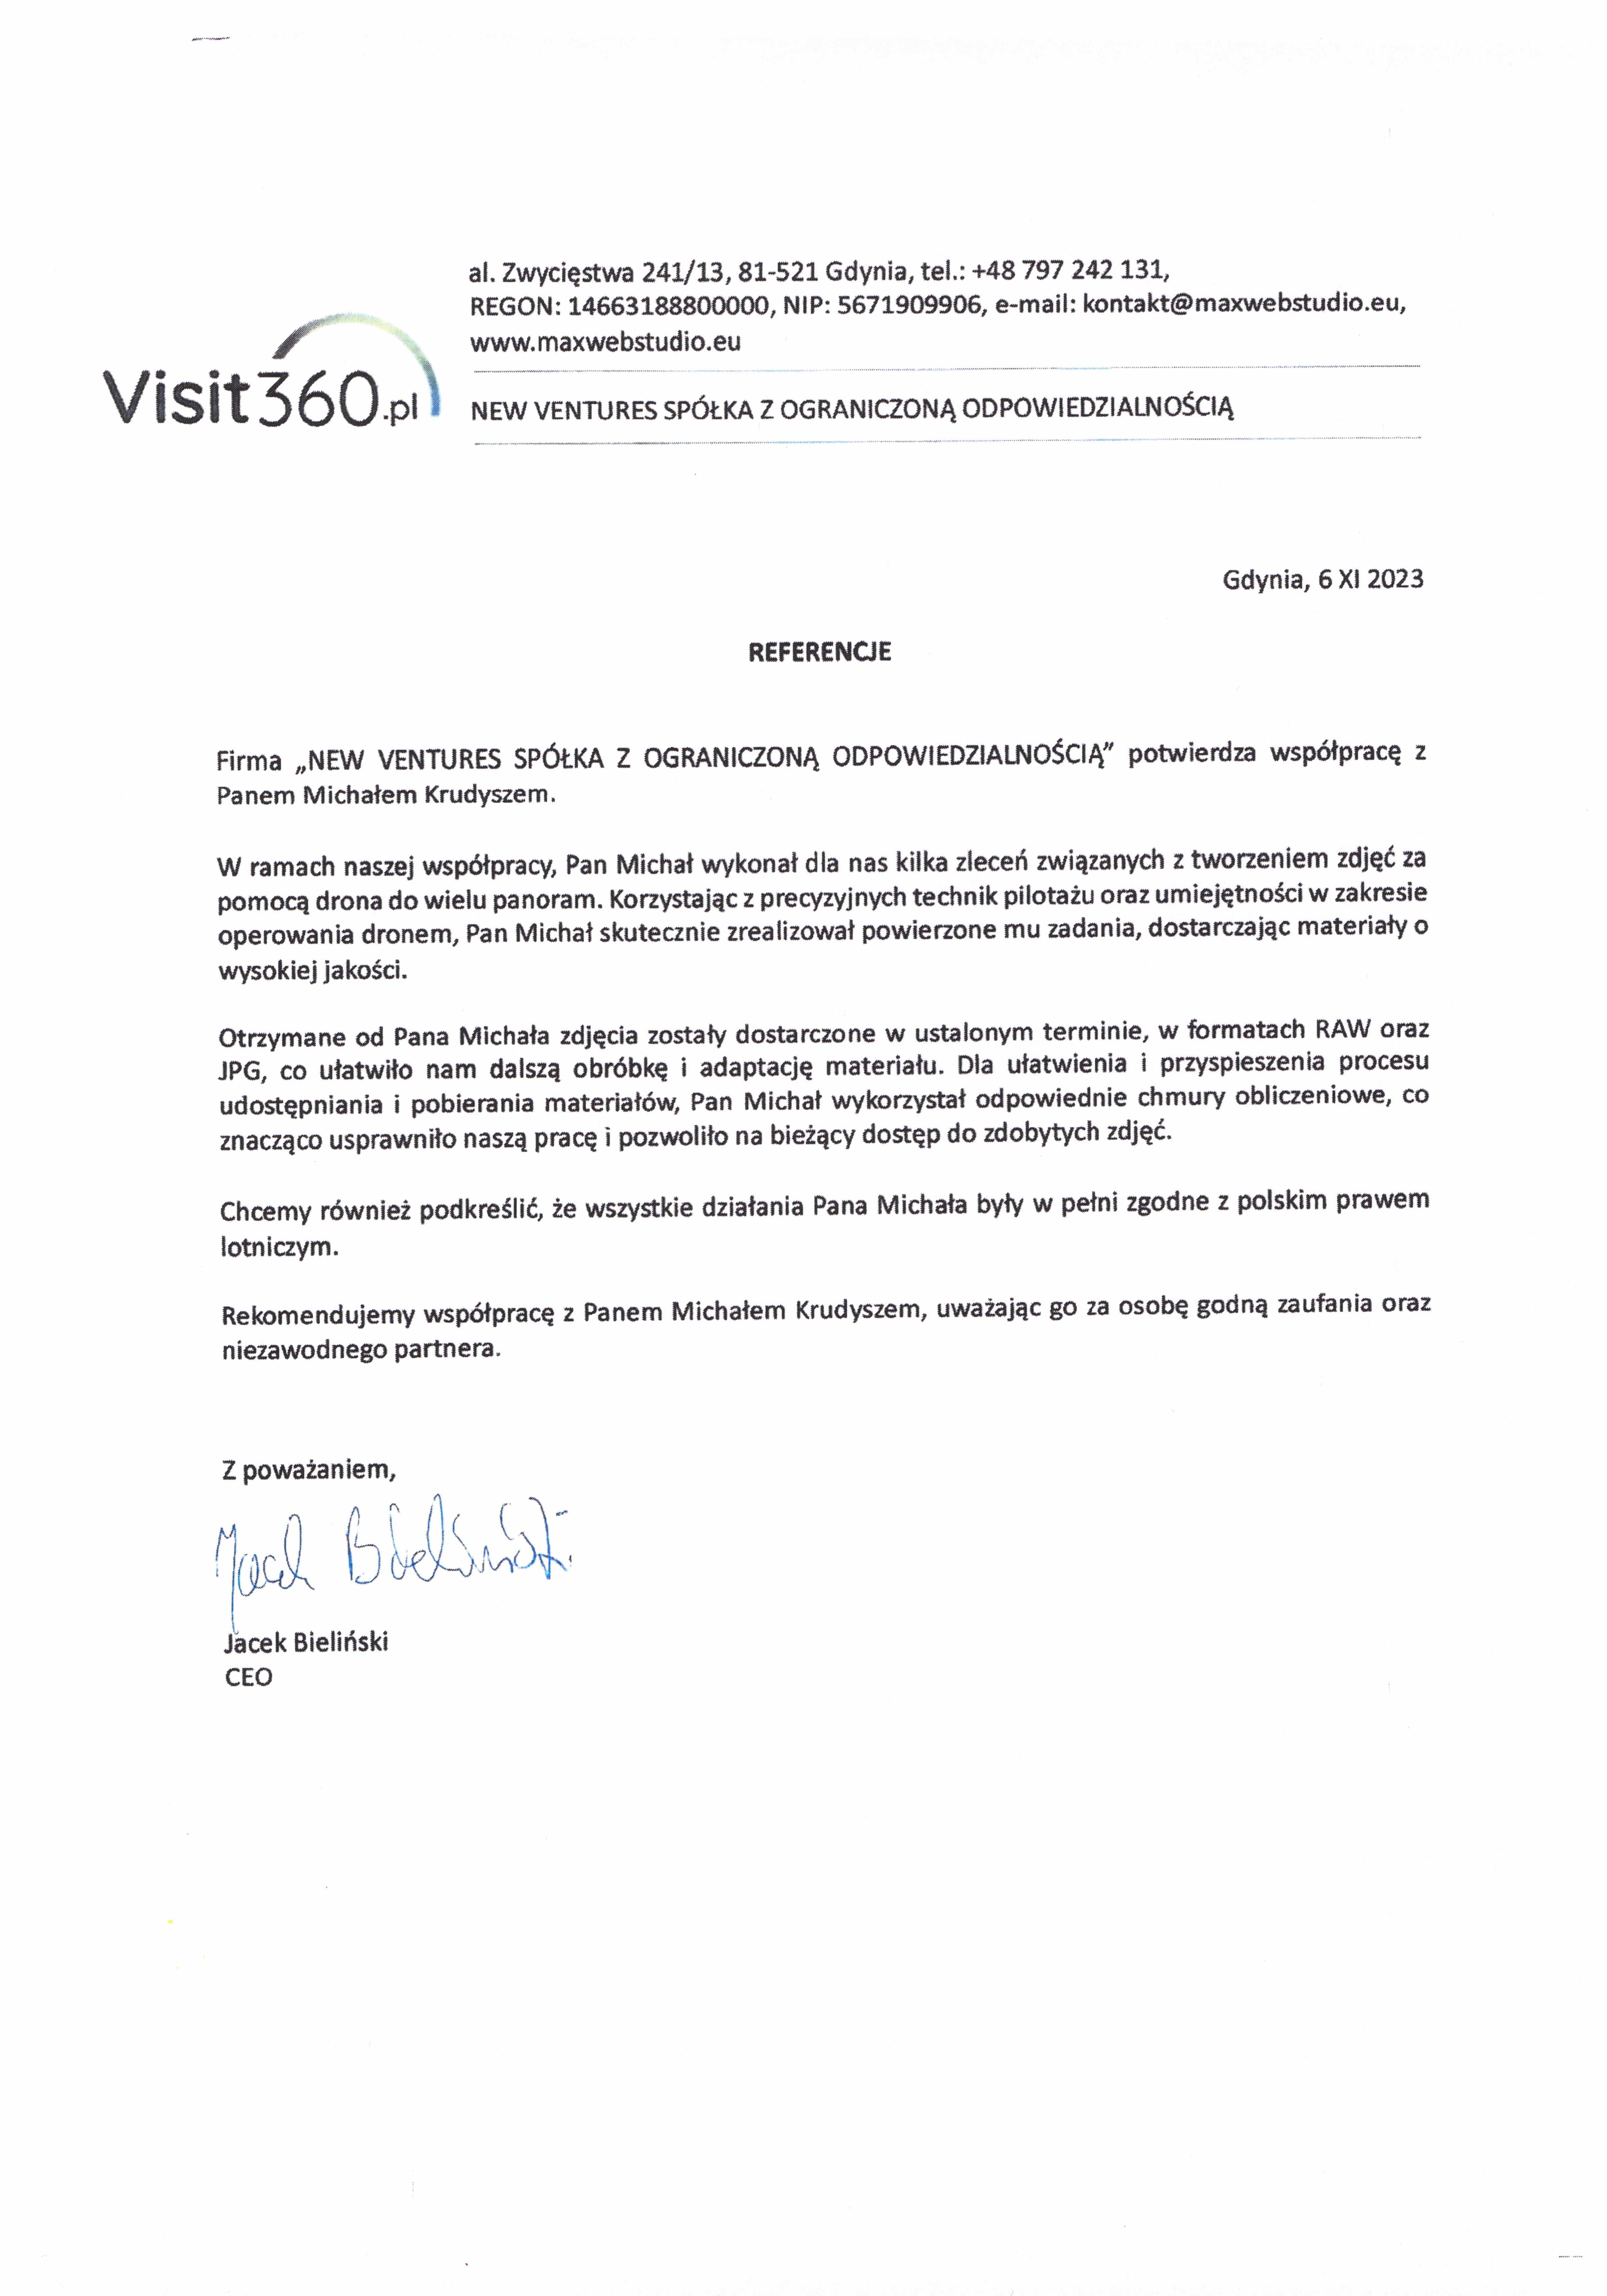 al. Zwycięstwa 241/13, 81-521 Gdynia, tel.: +48 797 242 131,
REGON: 14663188800000, NIP: 5671909906, e-mail: kontakt@maxwebstudio.eu,
www.maxwebstudio.eu
Visit360.pl
NEW VENTURES SPÓŁKA Z OGRANICZONĄ ODPOWIEDZIALNOŚCIĄ
Gdynia, 6 XI 2023
REFERENCJE
Firma „NEW VENTURES SPÓŁKA Z OGRANICZONĄ ODPOWIEDZIALNOŚCIĄ” potwierdza współpracę z
Panem Michałem Krudyszem.
W ramach naszej współpracy, Pan Michał wykonał dla nas kilka zleceń związanych z tworzeniem zdjęć za
pomocą drona do wielu panoram. Korzystając z precyzyjnych technik pilotażu oraz umiejętności w zakresie
operowania dronem, Pan Michał skutecznie zrealizował powierzone mu zadania, dostarczając materiały o
wysokiej jakości.
Otrzymane od Pana Michała zdjęcia zostały dostarczone w ustalonym terminie, w formatach RAW oraz
JPG, co ułatwiło nam dalszą obróbkę i adaptację materiału. Dla ułatwienia i przyspieszenia procesu
udostępniania i pobierania materiałów, Pan Michał wykorzystał odpowiednie chmury obliczeniowe, co
znacząco usprawniło naszą pracę i pozwoliło na bieżący dostęp do zdobytych zdjęć.
Chcemy również podkreślić, że wszystkie działania Pana Michała były w pełni zgodne z polskim prawem
lotniczym.
Rekomendujemy współpracę z Panem Michałem Krudyszem, uważając go za osobę godną zaufania oraz
niezawodnego partnera.
Z poważaniem,
Jacek Bieliński
Jacek Bieliński
CEO